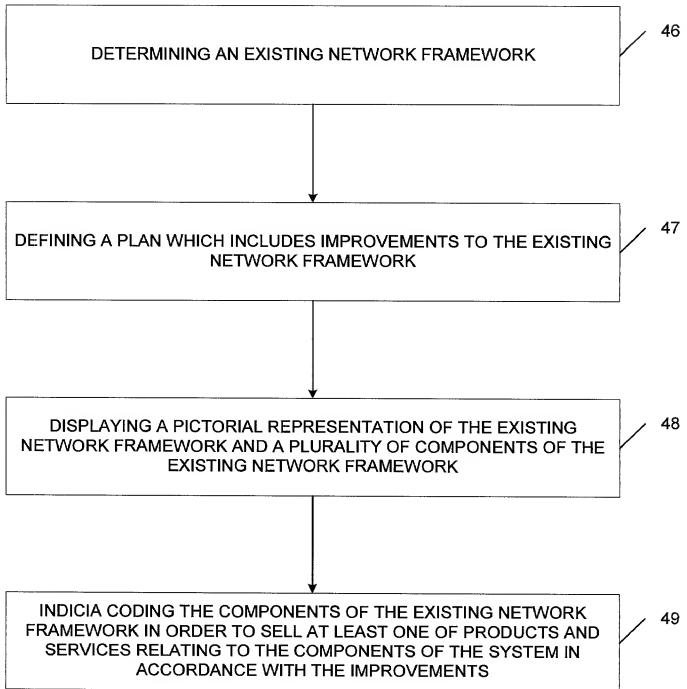 46
DETERMINING AN EXISTING NETWORK FRAMEWORK
47
DEFINING A PLAN WHICH INCLUDES IMPROVEMENTS TO THE EXISTING
NETWORK FRAMEWORK
48
DISPLAYING A PICTORIAL REPRESENTATION OF THE EXISTING
NETWORK FRAMEWORK AND A PLURALITY OF COMPONENTS OF THE
EXISTING NETWORK FRAMEWORK
49
INDICIA CODING THE COMPONENTS OF THE EXISTING NETWORK
FRAMEWORK IN ORDER TO SELL AT LEAST ONE OF PRODUCTS AND
SERVICES RELATING TO THE COMPONENTS OF THE SYSTEM IN
ACCORDANCE WITH THE IMPROVEMENTS